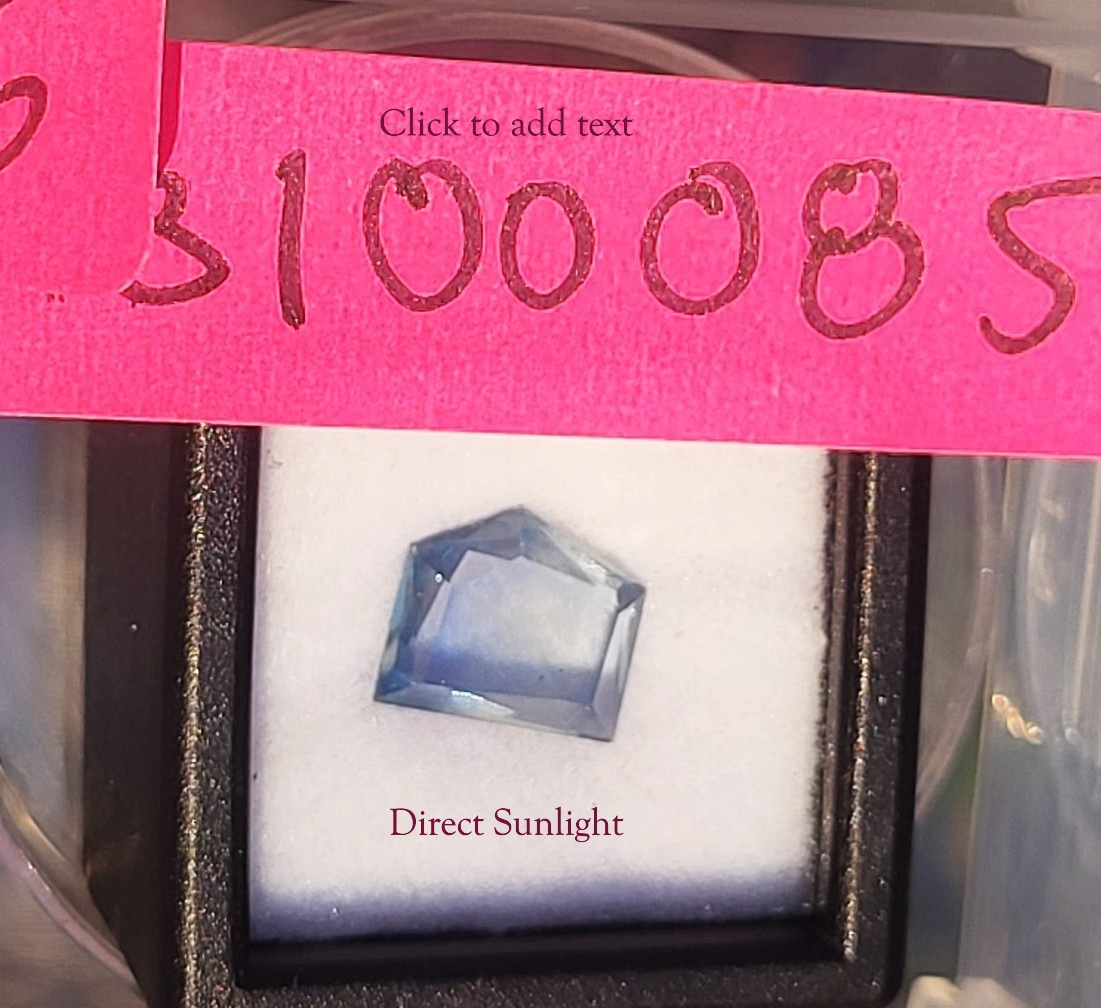 Click to add text
3100085
Direct Sunlight